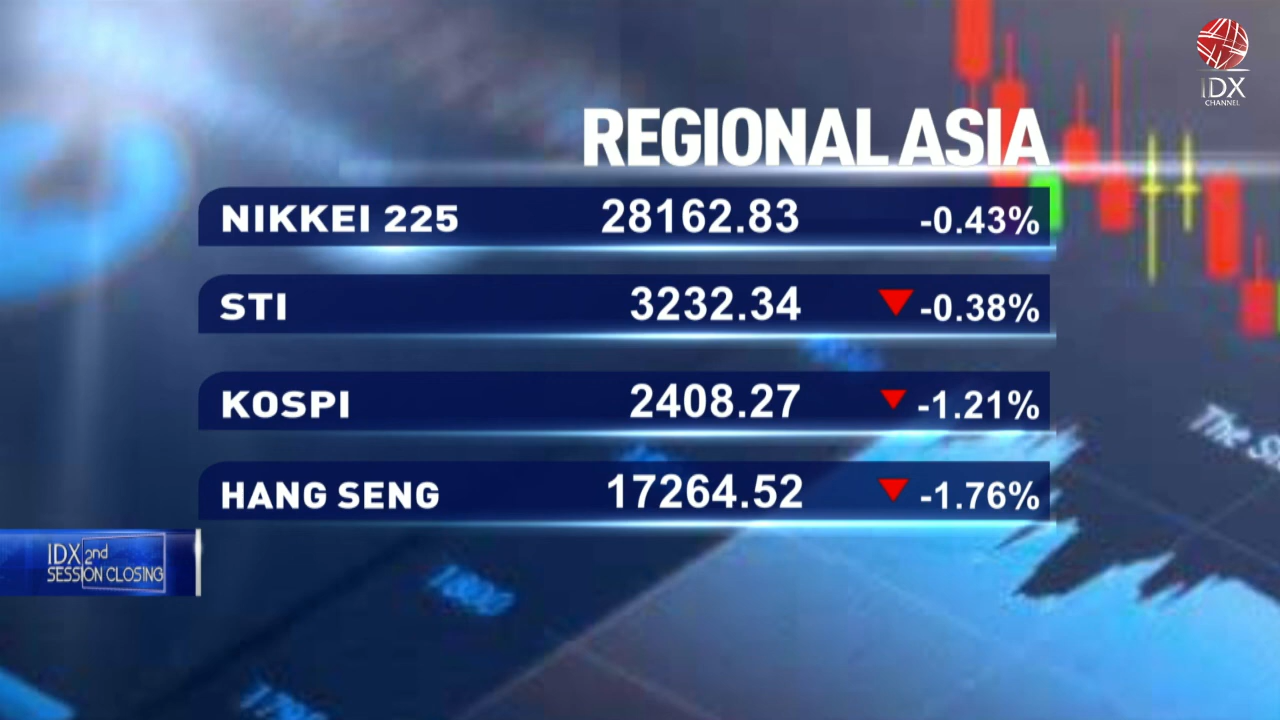 IDX
CHANNEL
REGIONAL ASIA
NIKKEI 225 28162.83 -0.43%
STI 3232.34 -0.38%
KOSPI 2408.27 -1.21%
HANG SENG 17264.52 -1.76%
IDX 2nd
SESSION CLOSING